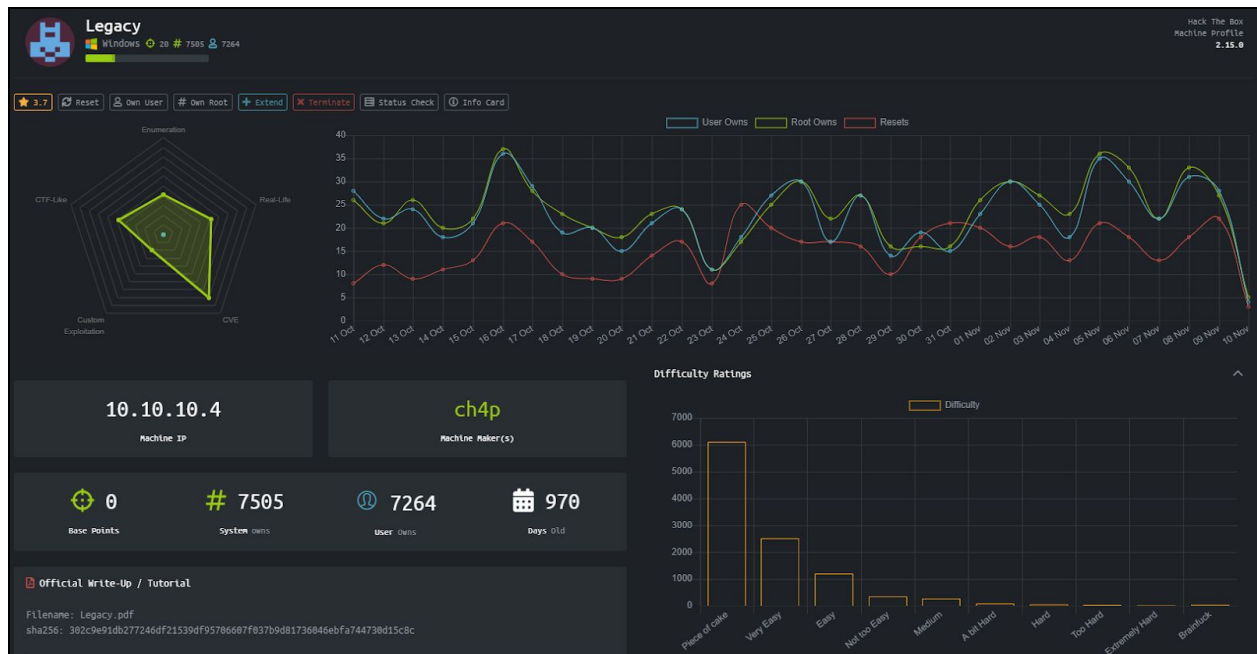 Legacy
Windows 20 # 7505 7264
Hack The Box
Machine Profile
2.15.0
3.7 Reset Own User # Own Root + Extend × Terminate Status Check Info Card
Enumeration
Real-Life
CVE
Custom Exploitation
CTF-Like
User Owns Root Owns Resets
40
35
30
25
20
15
10
5
0
11 Oct 12 Oct 13 Oct 14 Oct 15 Oct 16 Oct 17 Oct 18 Oct 19 Oct 20 Oct 21 Oct 22 Oct 23 Oct 24 Oct 25 Oct 26 Oct 27 Oct 28 Oct 29 Oct 30 Oct 31 Oct 01 Nov 02 Nov 03 Nov 04 Nov 05 Nov 06 Nov 07 Nov 08 Nov 09 Nov 10 Nov
10.10.10.4
Machine IP
ch4p
Machine Maker(s)
0
Base Points
# 7505
System owns
7264
User Owns
970
Days Old
Difficulty Ratings
Difficulty
7000
6000
5000
4000
3000
2000
1000
0
Piece of cake Very Easy Easy Not too Easy Medium A bit Hard Hard Too Hard Extremely Hard Brainfuck
Official Write-Up / Tutorial
Filename: Legacy.pdf
sha256: 302c9e91db277246df21539df95706607f037b9d81736046ebfa744730d15c8c